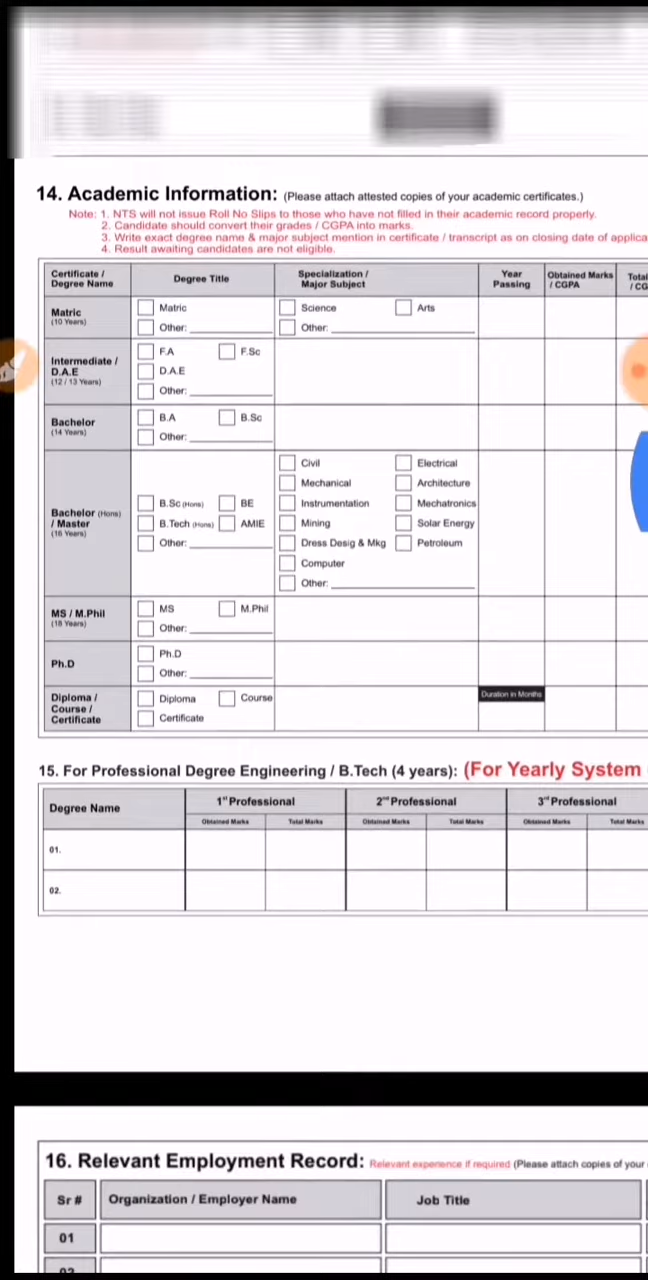 14. Academic Information: (Please attach attested copies of your academic certificates.)
Note: 1. NTS will not issue Roll No Slips to those who have not filled in their academic record properly.
2. Candidate should convert their grades / CGPA into marks.
3. Write exact degree name & major subject mention in certificate / transcript as on closing date of applica
4. Result awaiting candidates are not eligible.
Certificate / Degree Name Degree Title Specialization / Major Subject Year Passing Obtained Marks / CGPA Total / CG
Matric (10 Years) Matric Science Arts
Other: Other:
Intermediate / D.A.E (12 / 13 Years) F.A F.Sc
D.A.E
Other:
Bachelor (14 Years) B.A B.Sc
Other:
Civil Electrical
Mechanical Architecture
Bachelor (Hons) / Master (16 Years) B.Sc (Hons) BE Instrumentation Mechatronics
B.Tech (Hons) AMIE Mining Solar Energy
Other: Dress Desig & Mkg Petroleum
Computer
Other:
MS / M.Phil (18 Years) MS M.Phil
Other:
Ph.D Ph.D
Other:
Diploma / Course / Certificate Diploma Course Duration in Months
Certificate
15. For Professional Degree Engineering / B.Tech (4 years): (For Yearly System
Degree Name 1st Professional 2nd Professional 3rd Professional
Obtained Marks Total Marks Obtained Marks Total Marks Obtained Marks Total Marks
01.
02.
16. Relevant Employment Record: Relevant experience if required (Please attach copies of your
Sr # Organization / Employer Name Job Title
01
02